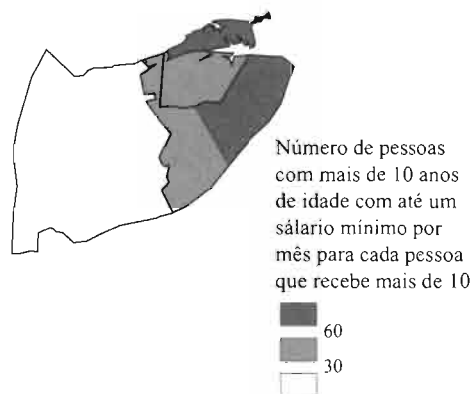 Número de pessoas
com mais de 10 anos
de idade com até um
sálario mínimo por
mês para cada pessoa
que recebe mais de 10
60
30